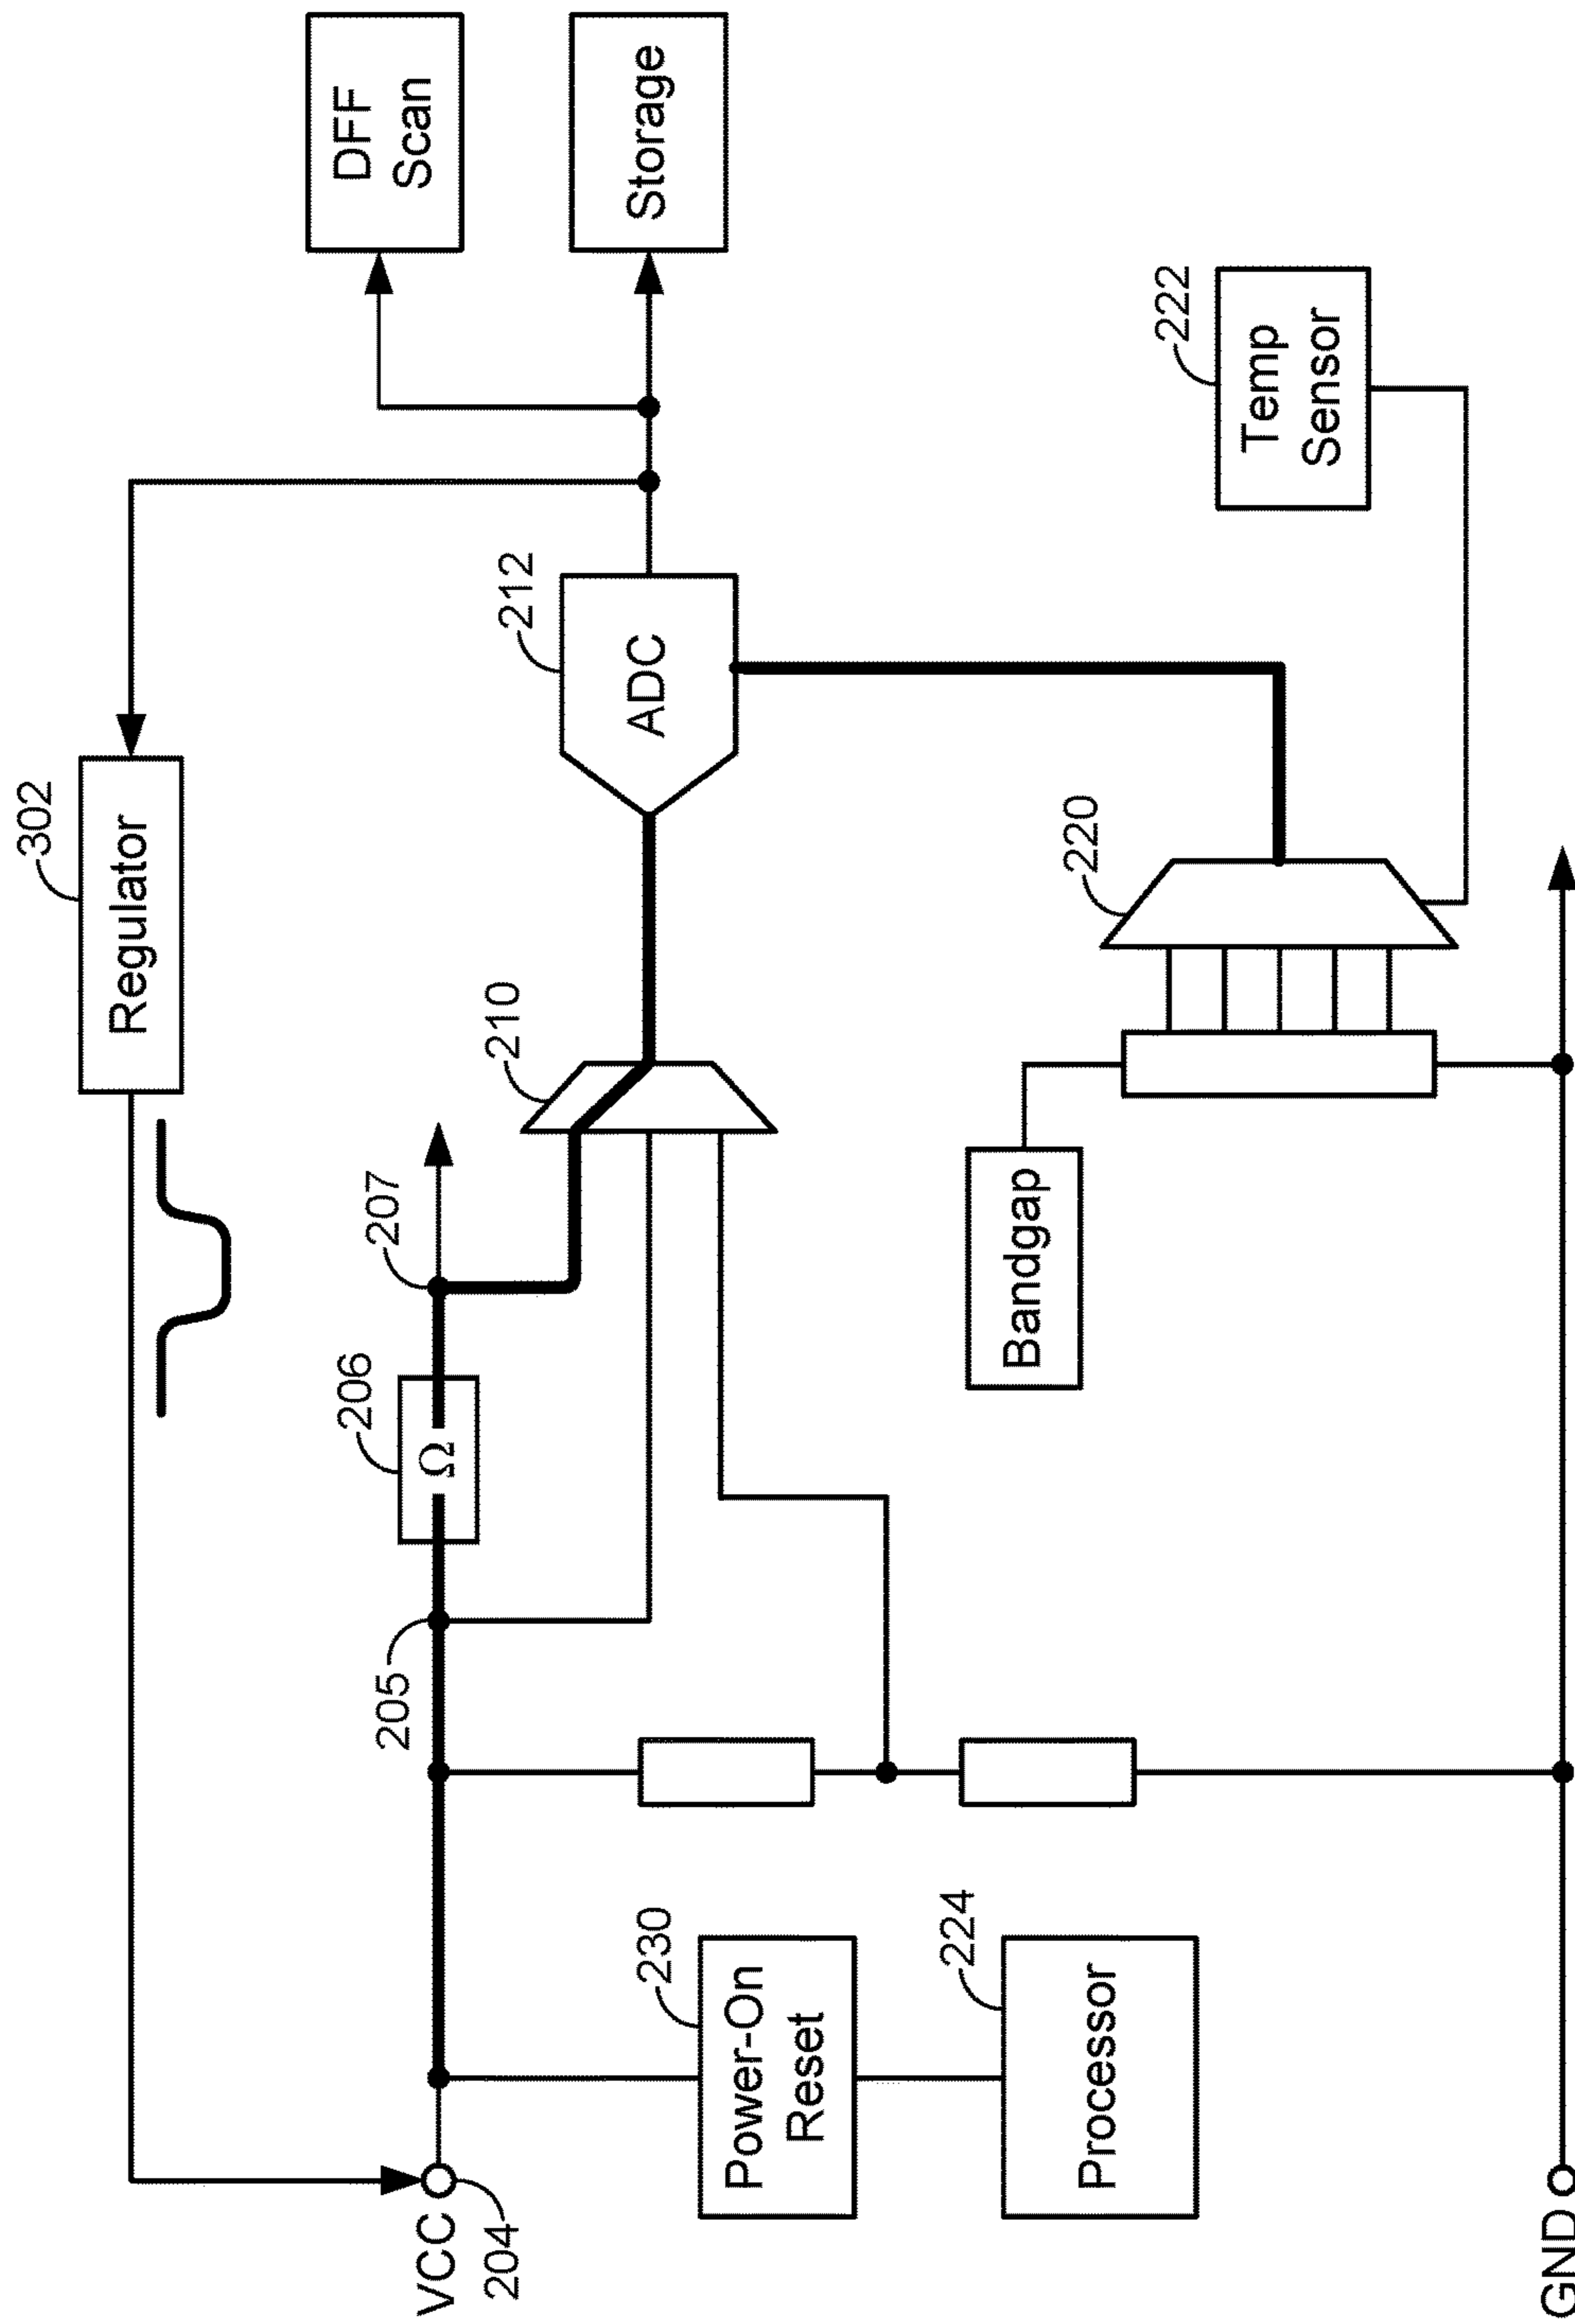 302
Regulator
DFF
Scan
Storage
VCC
204
205
206
Ω
207
210
212
ADC
230
Power-On
Reset
224
Processor
Bandgap
220
222
Temp
Sensor
GND